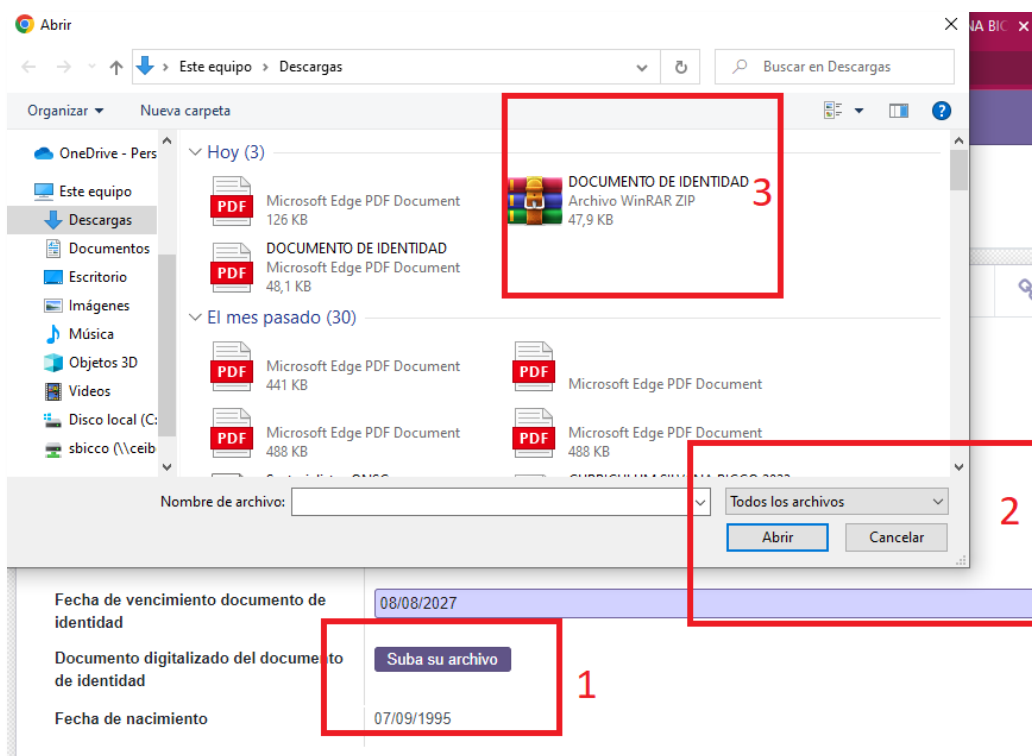 Abrir
NA BIC
Este equipo > Descargas
Buscar en Descargas
Organizar
Nueva carpeta
OneDrive - Pers
Este equipo
Descargas
Documentos
Escritorio
Imágenes
Música
Objetos 3D
Videos
Disco local (C:
sbicco (\\ceib
Hoy (3)
PDF
Microsoft Edge PDF Document
126 KB
DOCUMENTO DE IDENTIDAD
Archivo WinRAR ZIP
47,9 KB
3
PDF
DOCUMENTO DE IDENTIDAD
Microsoft Edge PDF Document
48,1 KB
El mes pasado (30)
PDF
Microsoft Edge PDF Document
441 KB
PDF
Microsoft Edge PDF Document
PDF
Microsoft Edge PDF Document
488 KB
PDF
Microsoft Edge PDF Document
488 KB
Nombre de archivo:
Todos los archivos
Abrir
Cancelar
2
Fecha de vencimiento documento de
identidad
08/08/2027
Documento digitalizado del documento
de identidad
Suba su archivo
1
Fecha de nacimiento
07/09/1995